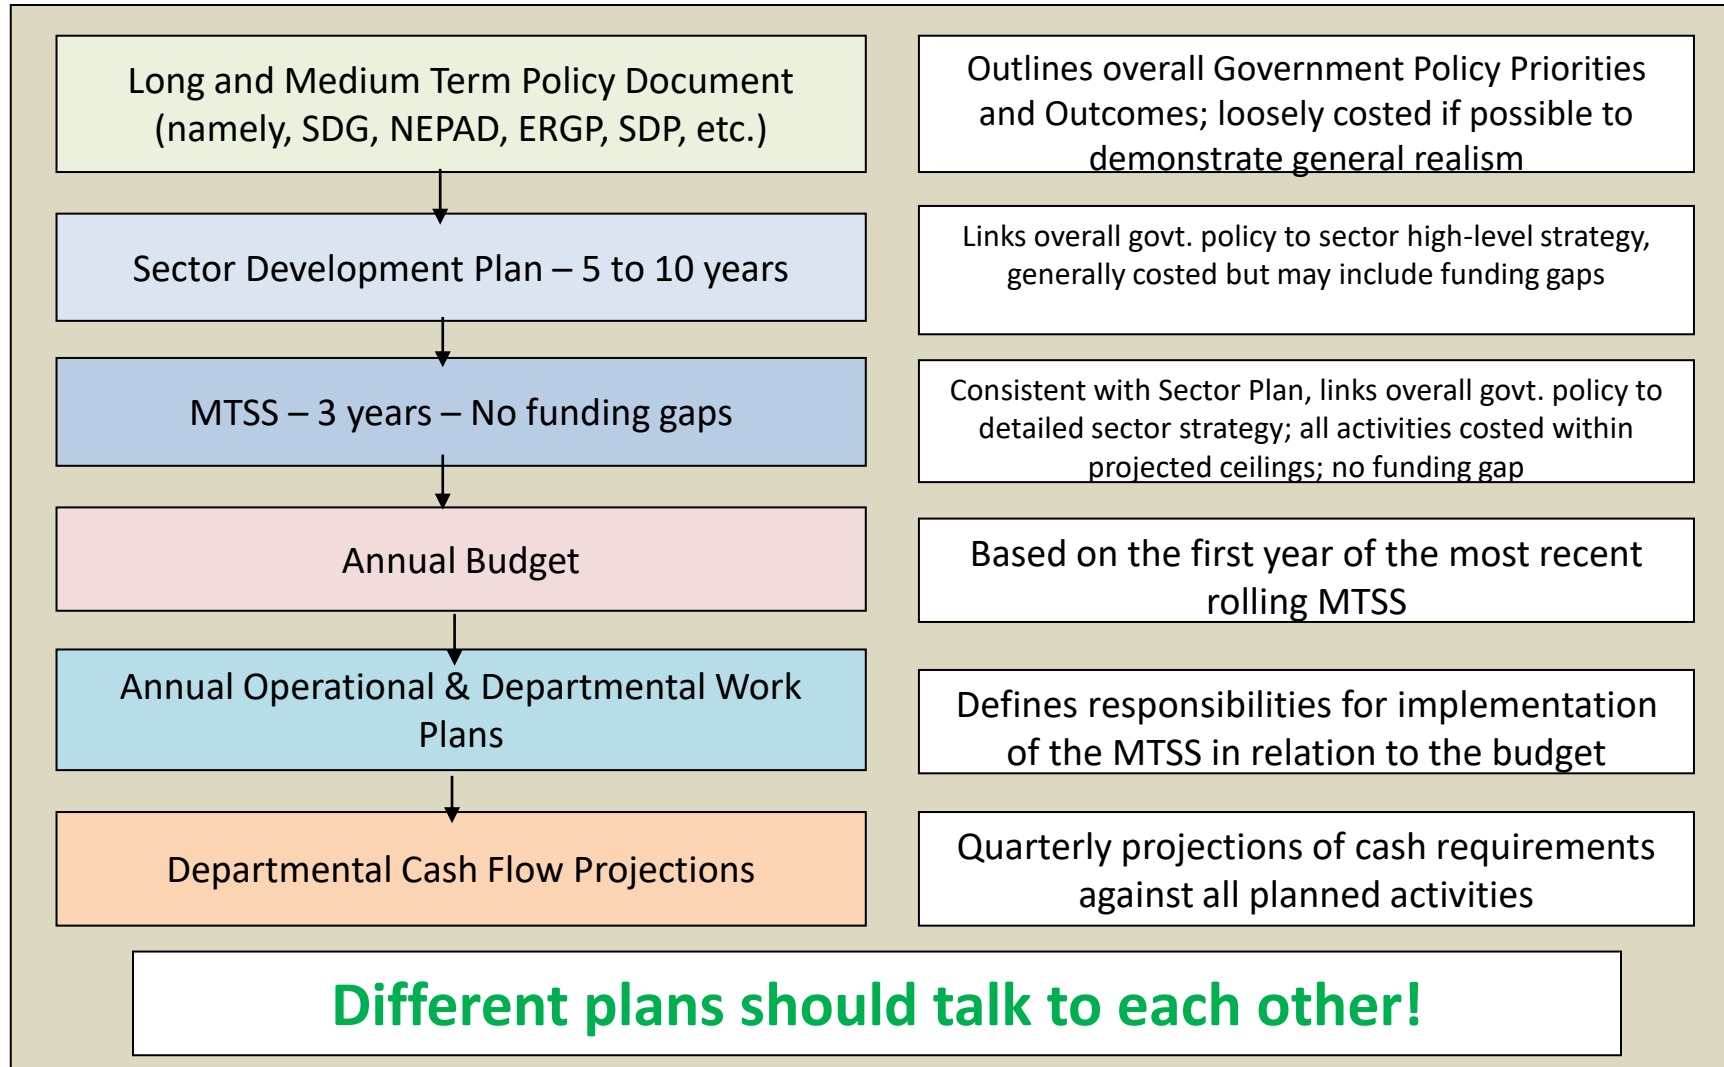 Long and Medium Term Policy Document
(namely, SDG, NEPAD, ERGP, SDP, etc.)
Outlines overall Government Policy Priorities
and Outcomes; loosely costed if possible to
demonstrate general realism
Sector Development Plan – 5 to 10 years
Links overall govt. policy to sector high-level strategy,
generally costed but may include funding gaps
MTSS – 3 years – No funding gaps
Consistent with Sector Plan, links overall govt. policy to
detailed sector strategy; all activities costed within
projected ceilings; no funding gap
Annual Budget
Based on the first year of the most recent
rolling MTSS
Annual Operational & Departmental Work
Plans
Defines responsibilities for implementation
of the MTSS in relation to the budget
Departmental Cash Flow Projections
Quarterly projections of cash requirements
against all planned activities
Different plans should talk to each other!